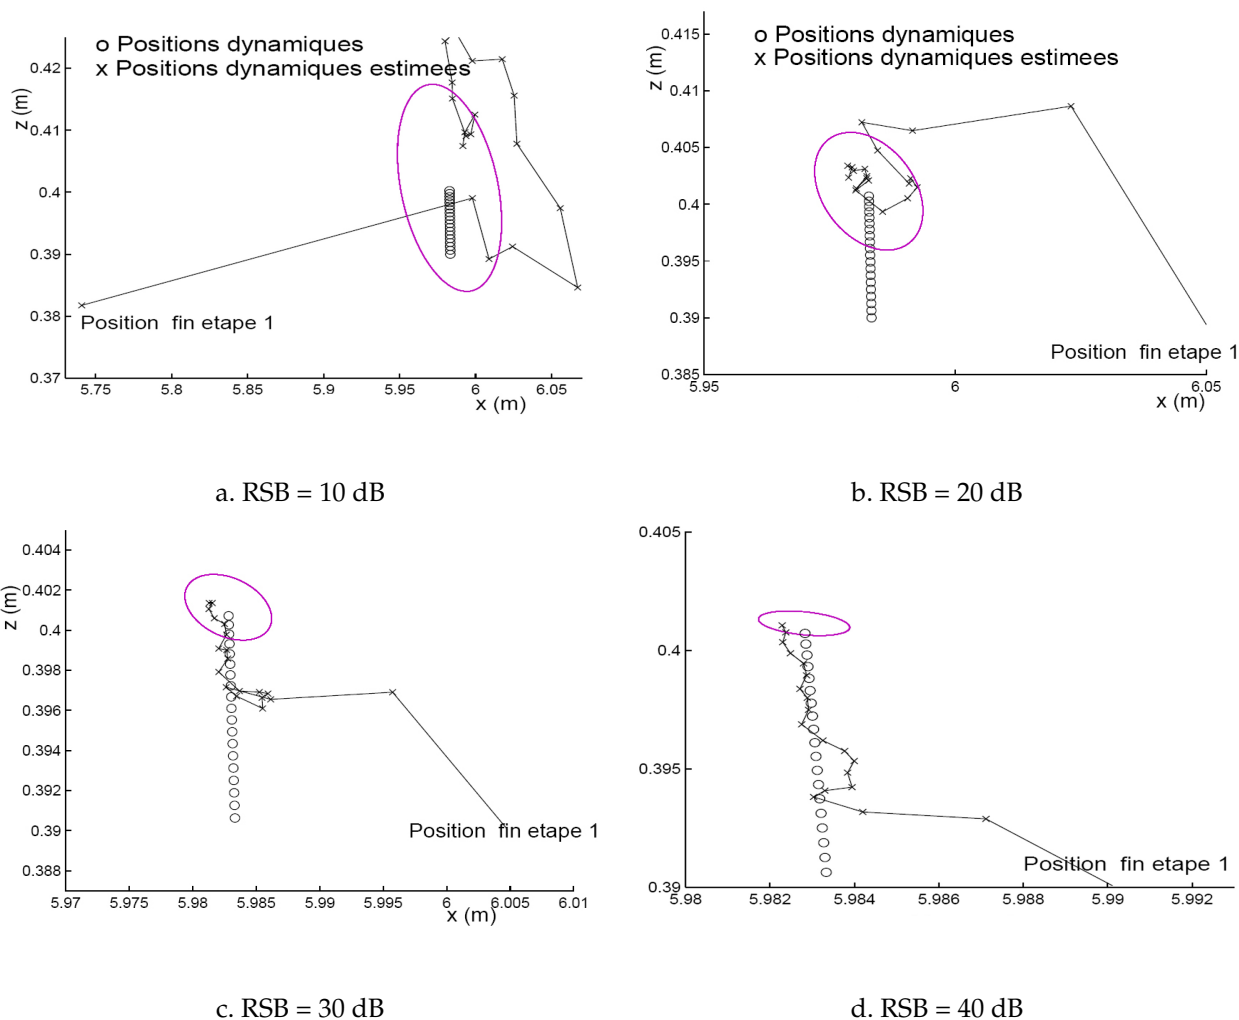 o Positions dynamiques
x Positions dynamiques estimees
z (m)
0.42
0.41
0.4
0.39
0.38
0.37
Position fin etape 1
5.75 5.8 5.85 5.9 5.95 6 6.05
x (m)
o Positions dynamiques
x Positions dynamiques estimees
z (m)
0.415
0.41
0.405
0.4
0.395
0.39
0.385
Position fin etape 1
5.95 6 6.05
x (m)
a. RSB = 10 dB
b. RSB = 20 dB
z (m)
0.404
0.402
0.4
0.398
0.396
0.394
0.392
0.39
0.388
Position fin etape 1
5.97 5.975 5.98 5.985 5.99 5.995 6 6.005 6.01
x (m)
0.405
0.4
0.395
0.39
Position fin etape 1
5.98 5.982 5.984 5.986 5.988 5.99 5.992
c. RSB = 30 dB
d. RSB = 40 dB